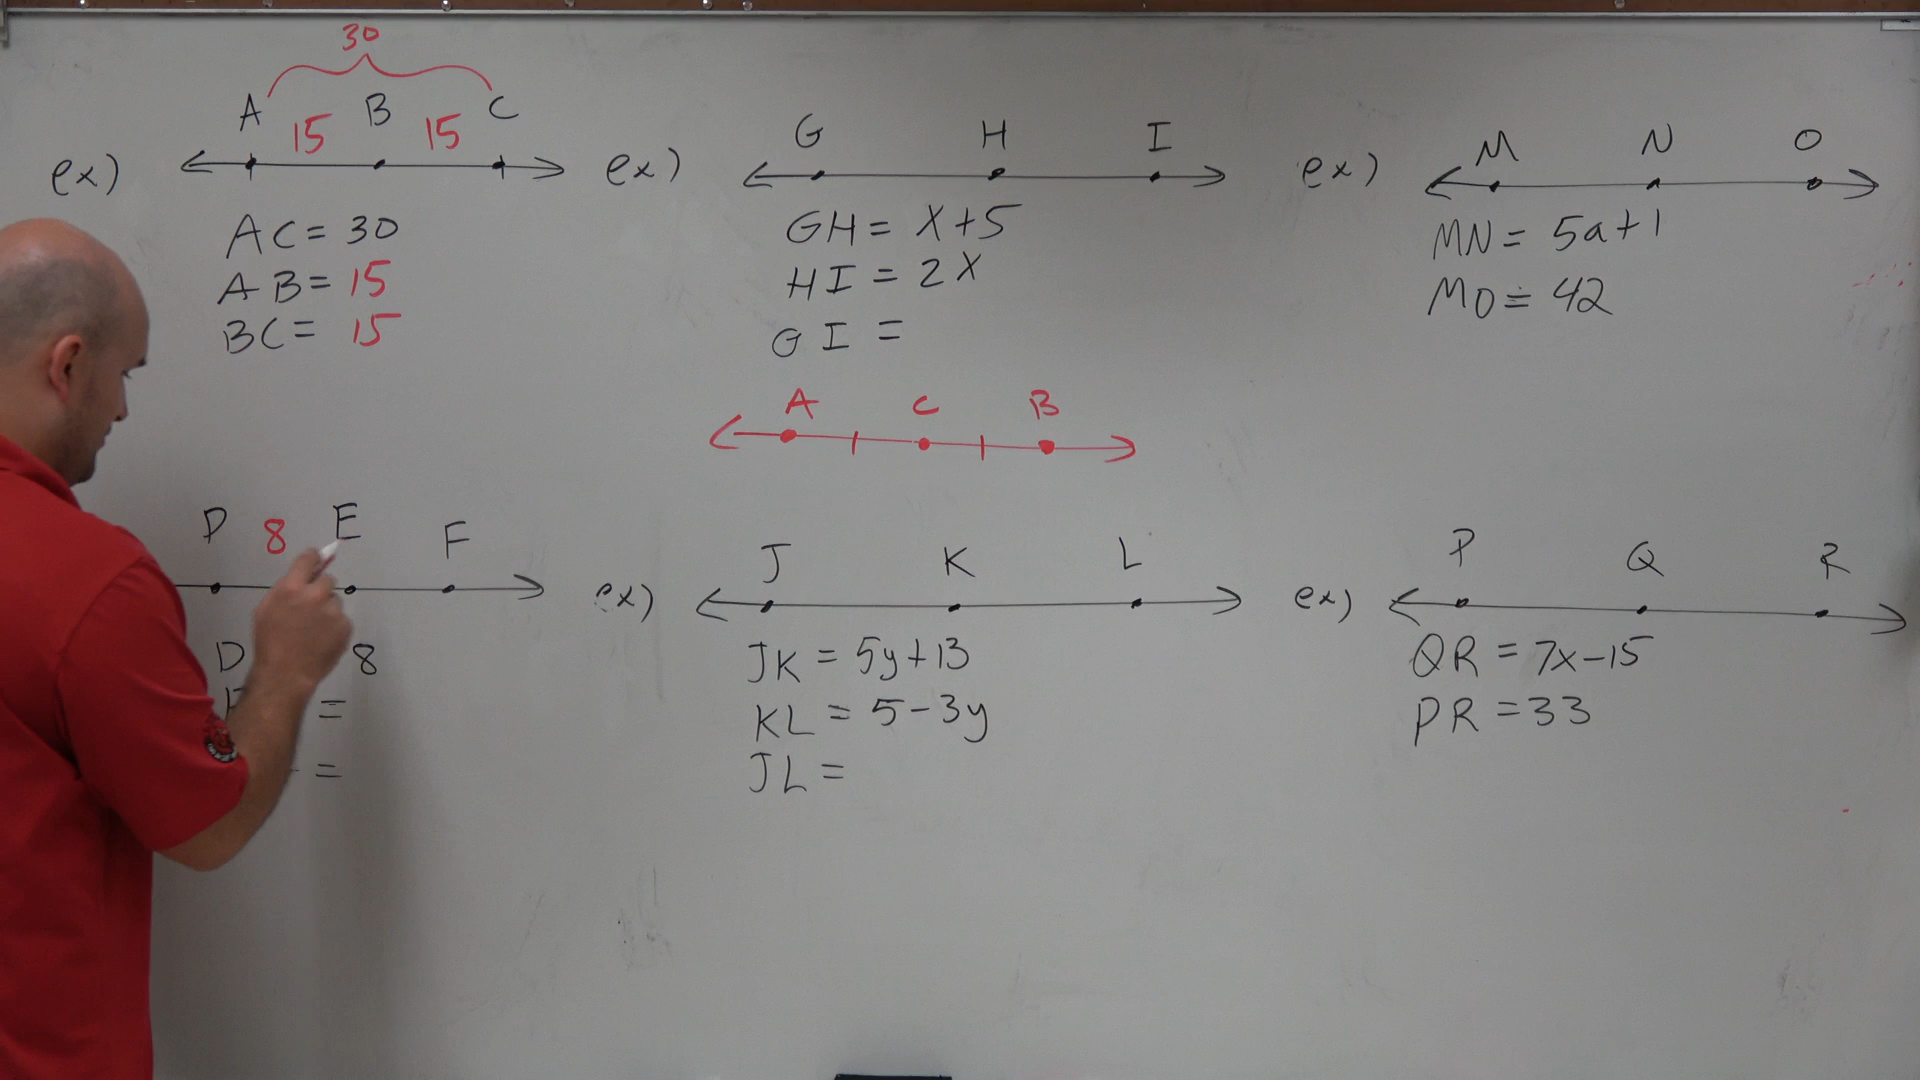 30
A 15 B 15 C
ex)
AC = 30
AB = 15
BC = 15
G H I
ex)
GH = x+5
HI = 2x
GI =
A C B
M N O
ex)
MN = 5a+1
MO = 42
D 8 E F
D 8
=
=
J K L
ex)
JK = 5y+13
KL = 5-3y
JL =
P Q R
ex)
QR = 7x-15
PR = 33